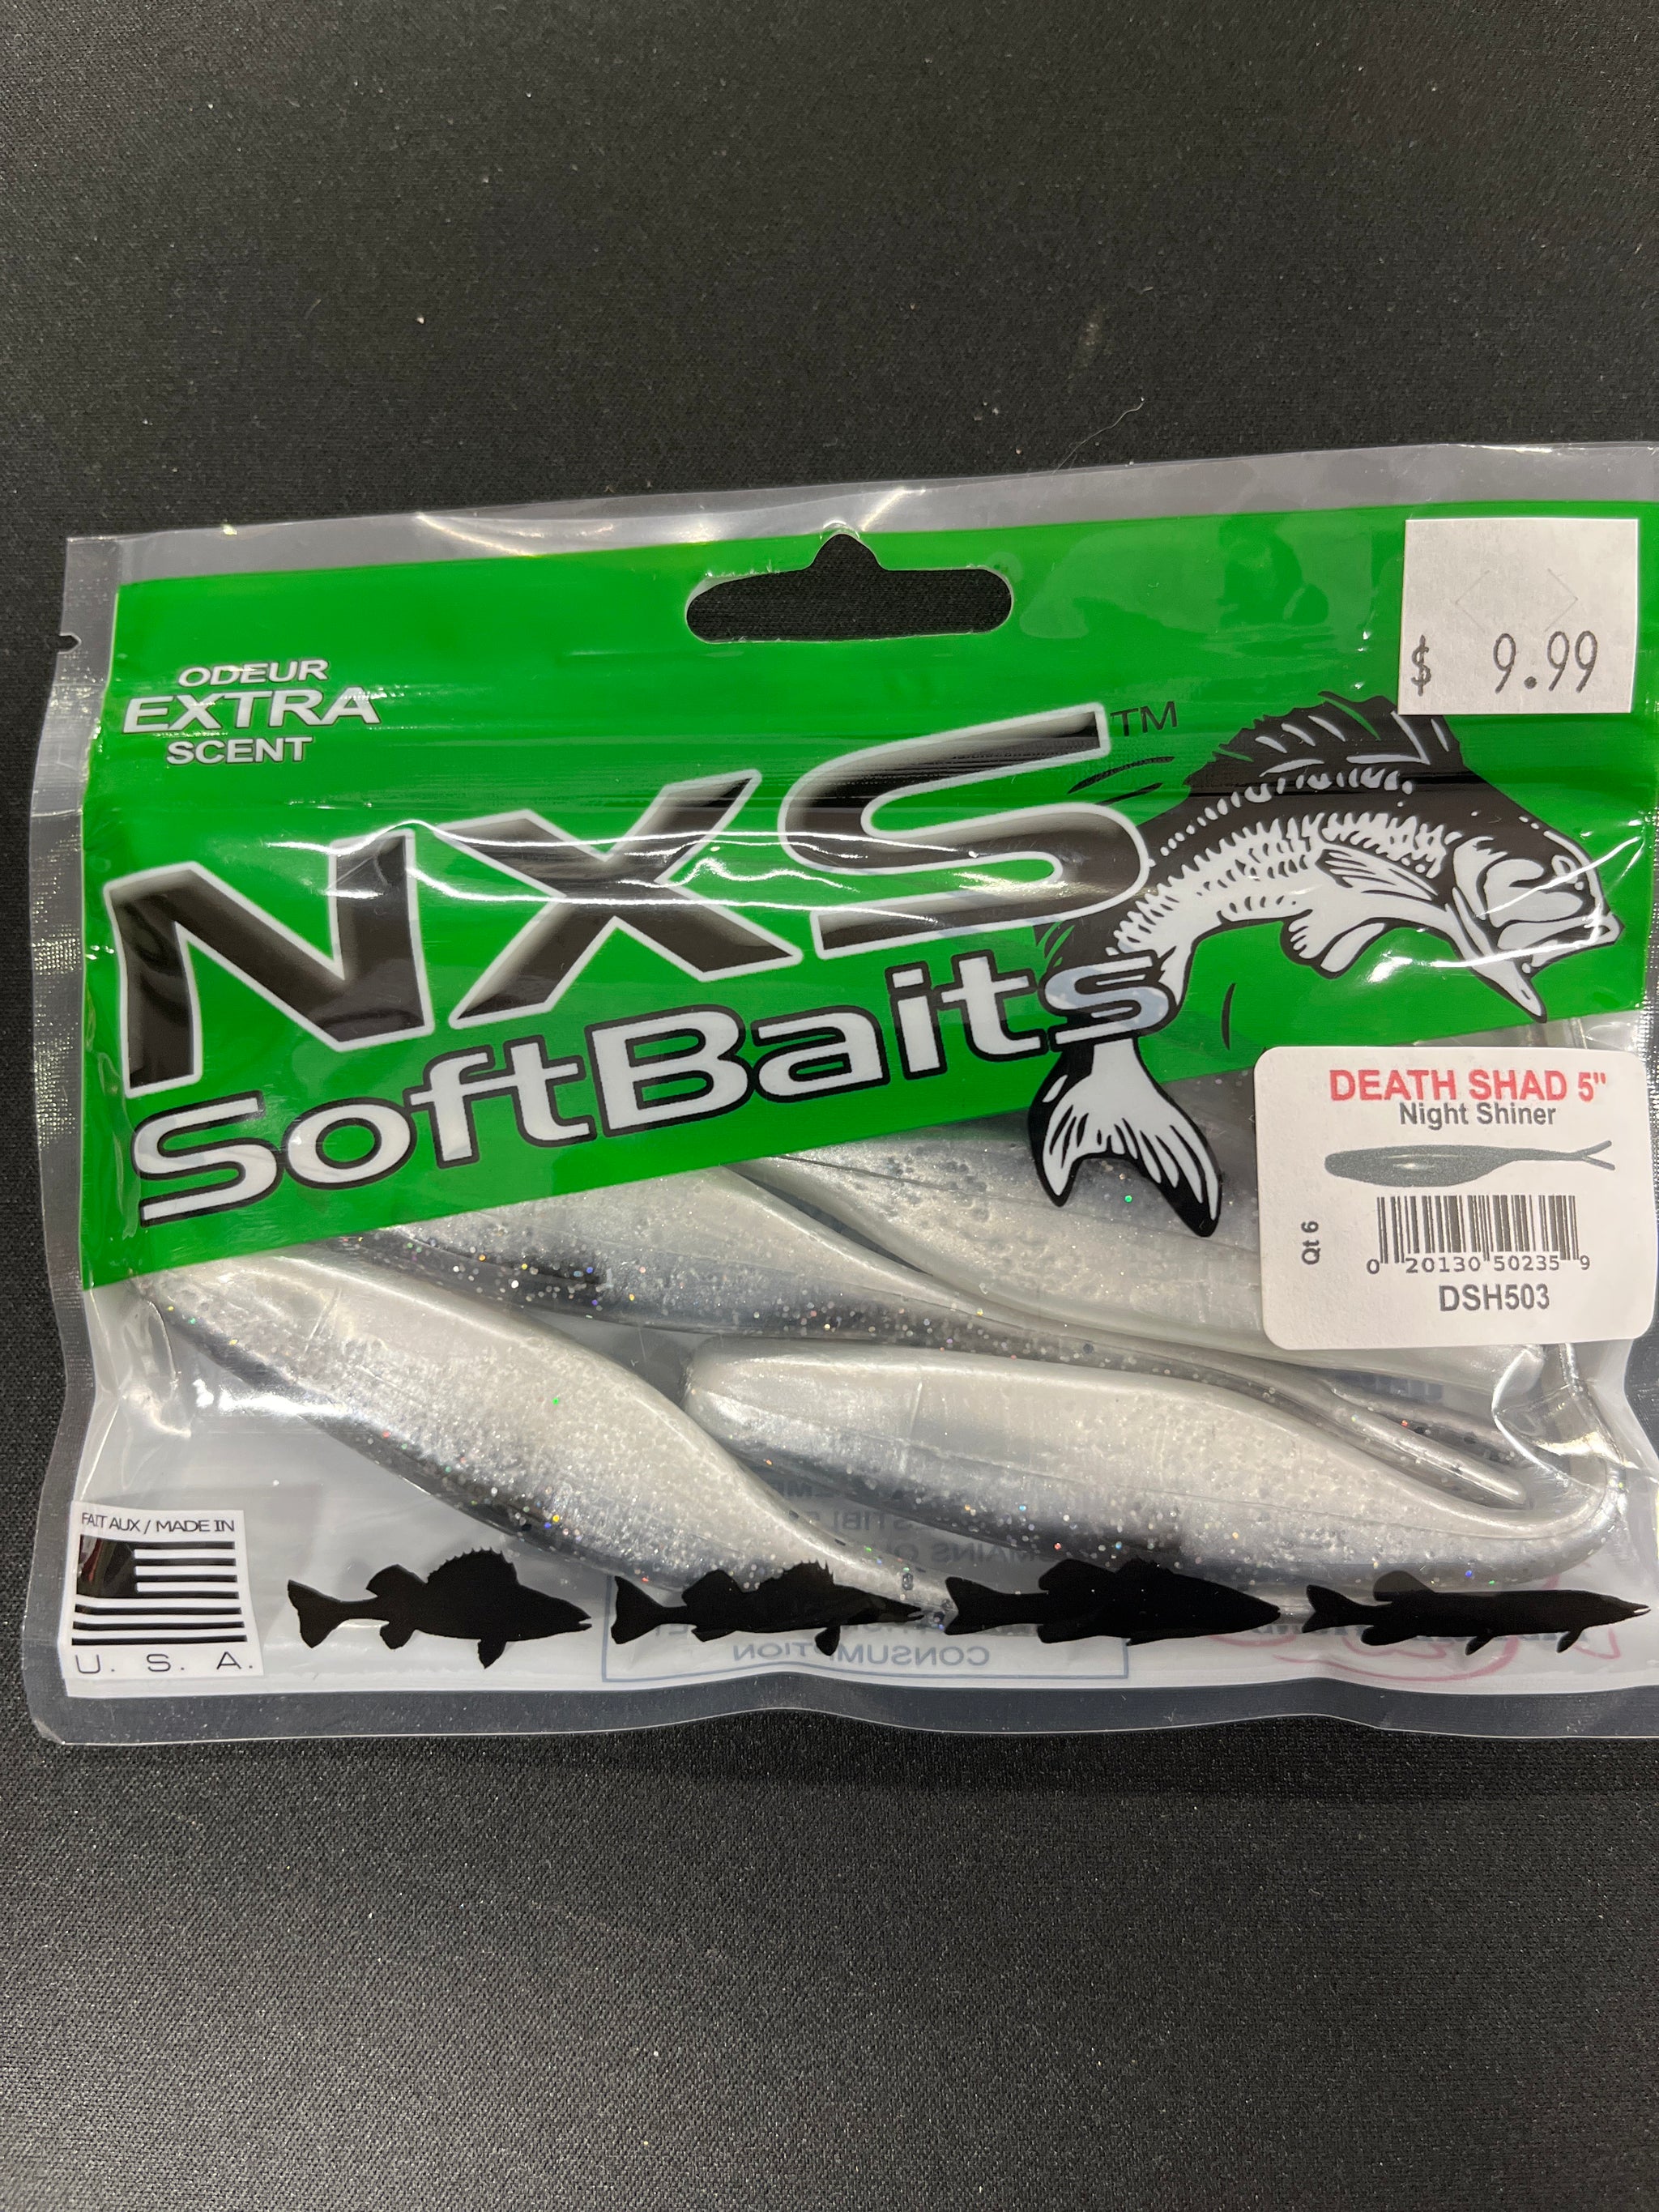 $ 9.99
ODEUR
EXTRA
SCENT
NXS™
SoftBaits
DEATH SHAD 5"
Night Shiner
Qt 6
0 20130 50235 9
DSH503
FAIT AUX / MADE IN
U. S. A.
CONSUMPTION